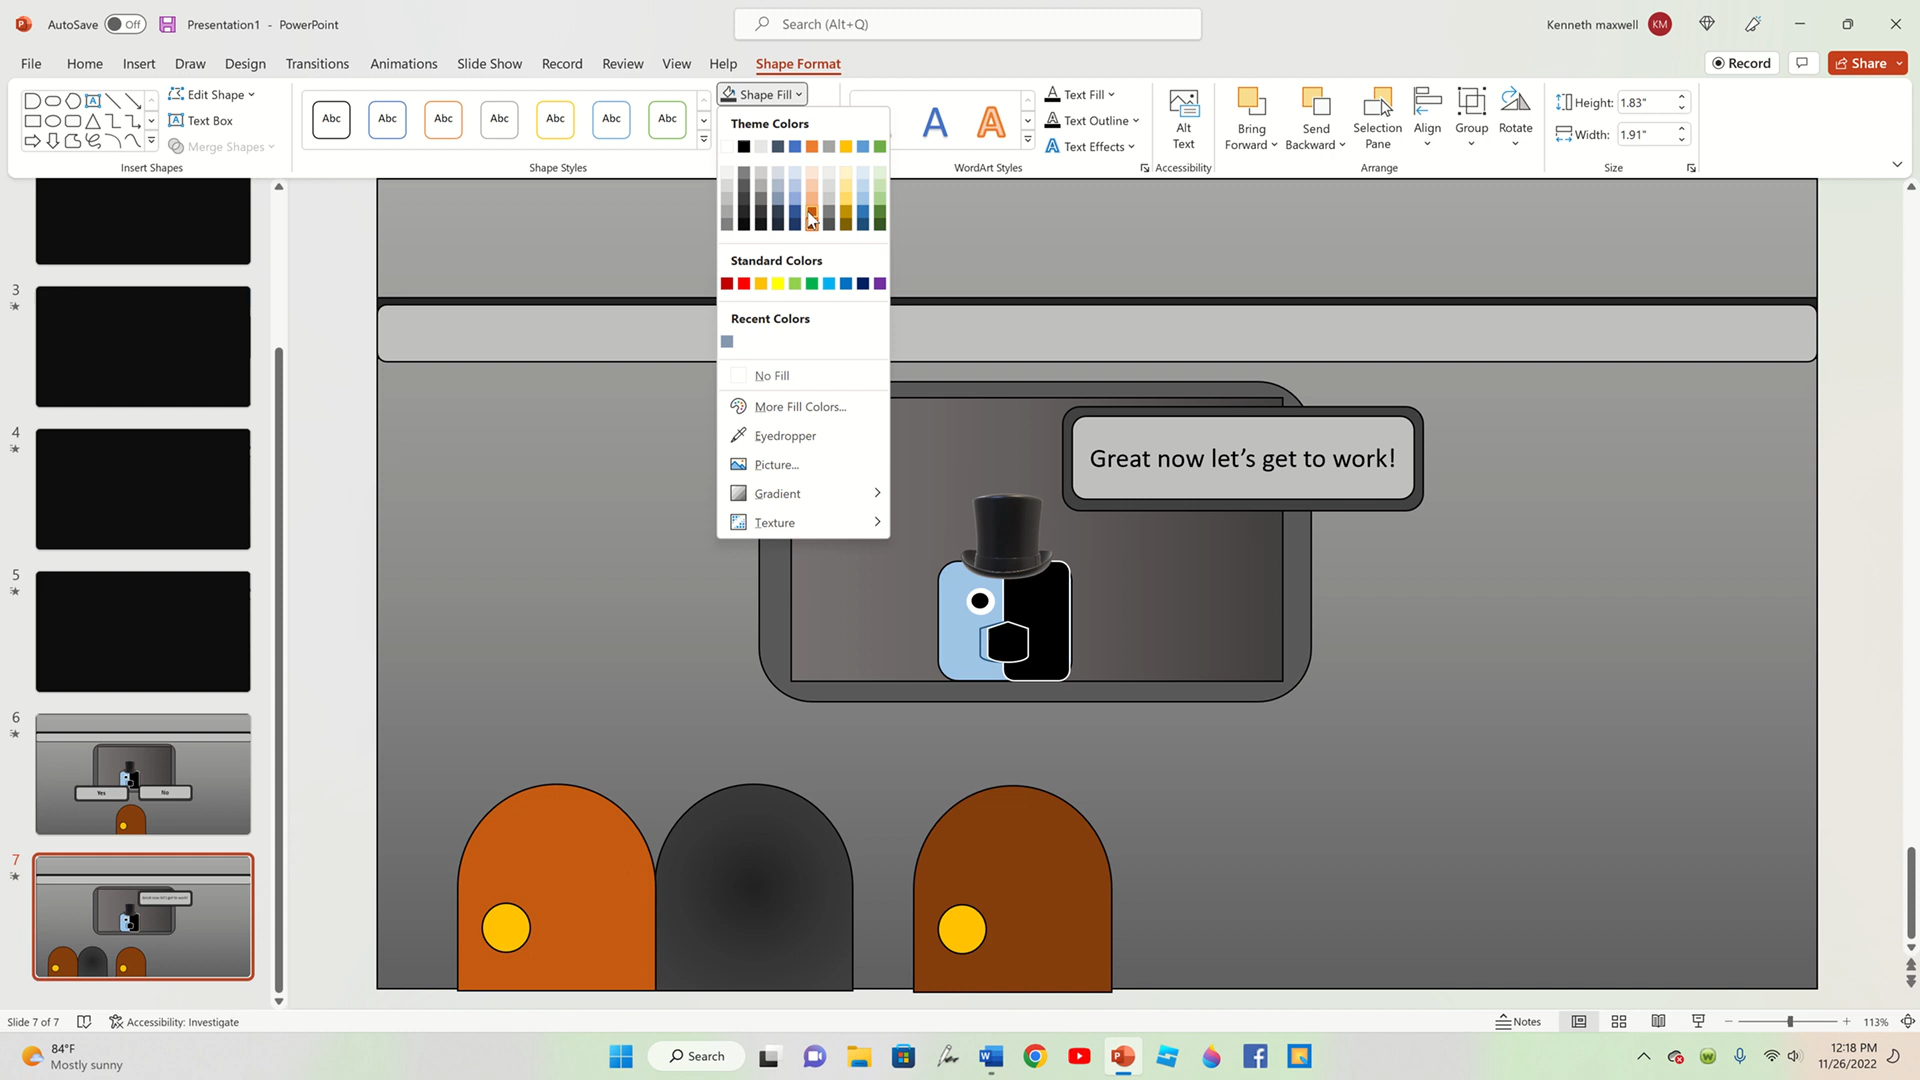 AutoSave Off Presentation1 - PowerPoint Search (Alt+Q) Kenneth maxwell KM
File Home Insert Draw Design Transitions Animations Slide Show Record Review View Help Shape Format Record Share
Edit Shape
Text Box
Merge Shapes
Insert Shapes
Abc Abc Abc Abc Abc Abc Abc
Shape Styles
Shape Fill
Theme Colors
Standard Colors
Recent Colors
No Fill
More Fill Colors...
Eyedropper
Picture...
Gradient
Texture
A A
Text Fill
Text Outline
Text Effects
WordArt Styles
Alt Text
Accessibility
Bring Forward
Send Backward
Selection Pane
Align
Group
Rotate
Arrange
Height: 1.83"
Width: 1.91"
Size
3
4
5
6
Yes No
7
Great now let's get to work!
Great now let's get to work!
Slide 7 of 7 Accessibility: Investigate Notes 113%
84°F
Mostly sunny
Search
12:18 PM
11/26/2022